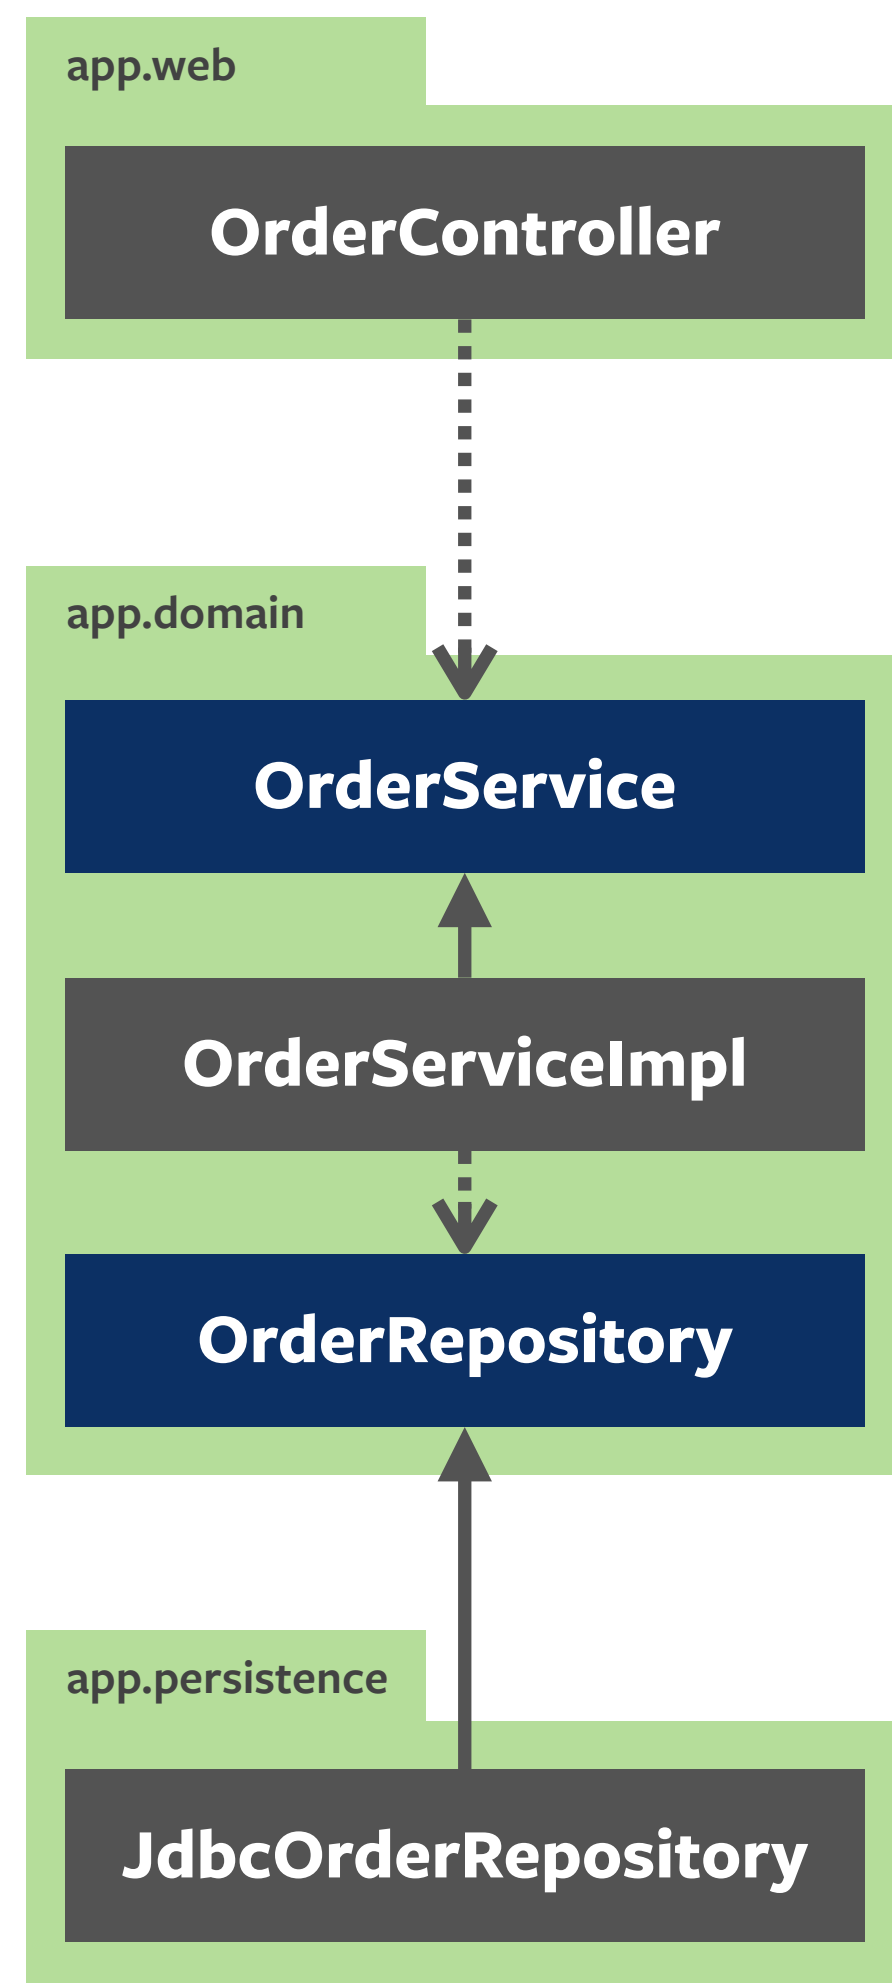 app.web
OrderController
app.domain
OrderService
OrderServiceImpl
OrderRepository
app.persistence
JdbcOrderRepository